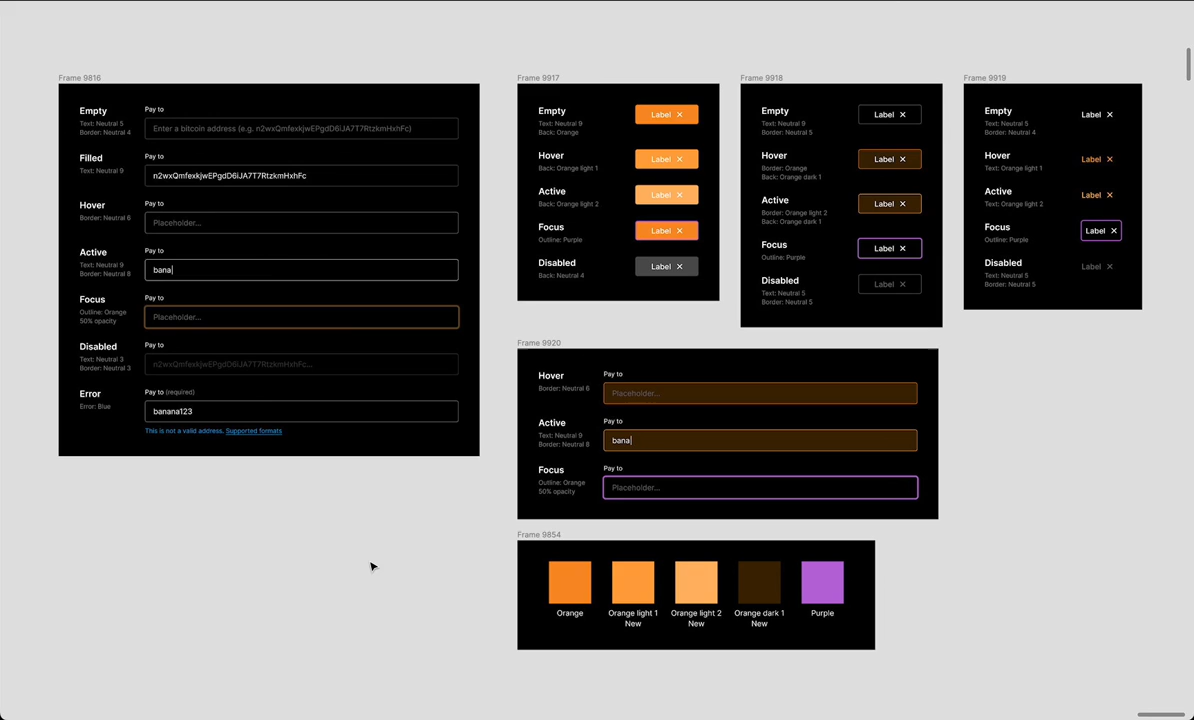 Frame 9816
Empty
Text: Neutral 5
Border: Neutral 4
Pay to
Enter a bitcoin address (e.g. n2wxQmfexkjwEPgdD6iJA7T7RtzkmHxhFc)
Filled
Text: Neutral 9
Pay to
n2wxQmfexkjwEPgdD6iJA7T7RtzkmHxhFc
Hover
Border: Neutral 6
Pay to
Placeholder...
Active
Text: Neutral 9
Border: Neutral 8
Pay to
bana
Focus
Outline: Orange
50% opacity
Pay to
Placeholder...
Disabled
Text: Neutral 3
Border: Neutral 3
Pay to
n2wxQmfexkjwEPgdD6iJA7T7RtzkmHxhFc...
Error
Error: Blue
Pay to (required)
banana123
This is not a valid address. Supported formats
Frame 9917
Empty
Text: Neutral 9
Back: Orange
Label ✕
Hover
Back: Orange light 1
Label ✕
Active
Back: Orange light 2
Label ✕
Focus
Outline: Purple
Label ✕
Disabled
Back: Neutral 4
Label ✕
Frame 9918
Empty
Text: Neutral 9
Border: Neutral 5
Label ✕
Hover
Border: Orange
Back: Orange dark 1
Label ✕
Active
Border: Orange light 2
Back: Orange dark 1
Label ✕
Focus
Outline: Purple
Label ✕
Disabled
Text: Neutral 5
Border: Neutral 5
Label ✕
Frame 9919
Empty
Text: Neutral 5
Border: Neutral 4
Label ✕
Hover
Text: Orange light 1
Label ✕
Active
Text: Orange light 2
Label ✕
Focus
Outline: Purple
Label ✕
Disabled
Text: Neutral 5
Border: Neutral 5
Label ✕
Frame 9920
Hover
Border: Neutral 6
Pay to
Placeholder...
Active
Text: Neutral 9
Border: Neutral 8
Pay to
bana
Focus
Outline: Orange
50% opacity
Pay to
Placeholder...
Frame 9854
Orange
Orange light 1
New
Orange light 2
New
Orange dark 1
New
Purple